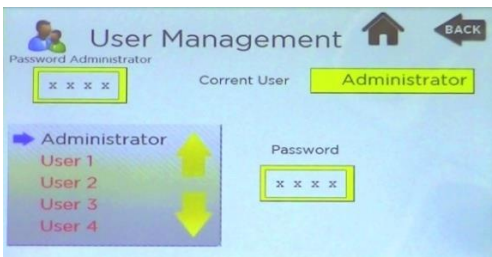 User Management
BACK
Password Administrator
x x x x
Corrent User
Administrator
Administrator
User 1
User 2
User 3
User 4
Password
x x x x